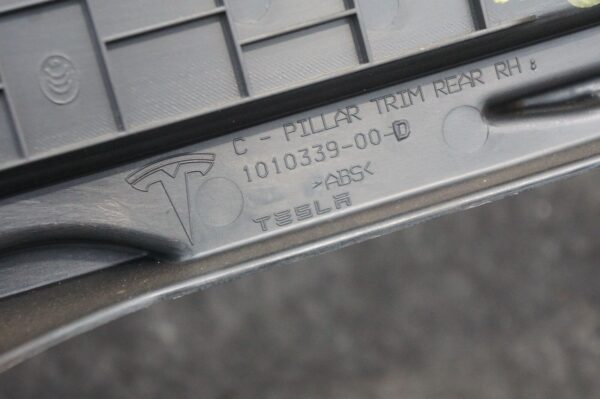 C - PILLAR TRIM REAR RH
1010339-00-D
>ABS<
TESLA